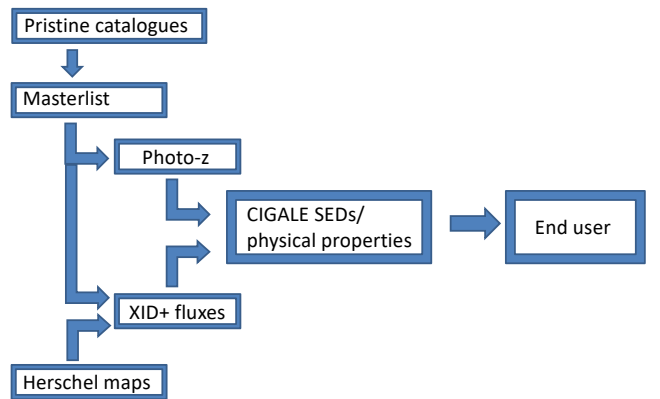 Pristine catalogues
Masterlist
Photo-z
CIGALE SEDs/
physical properties
End user
XID+ fluxes
Herschel maps